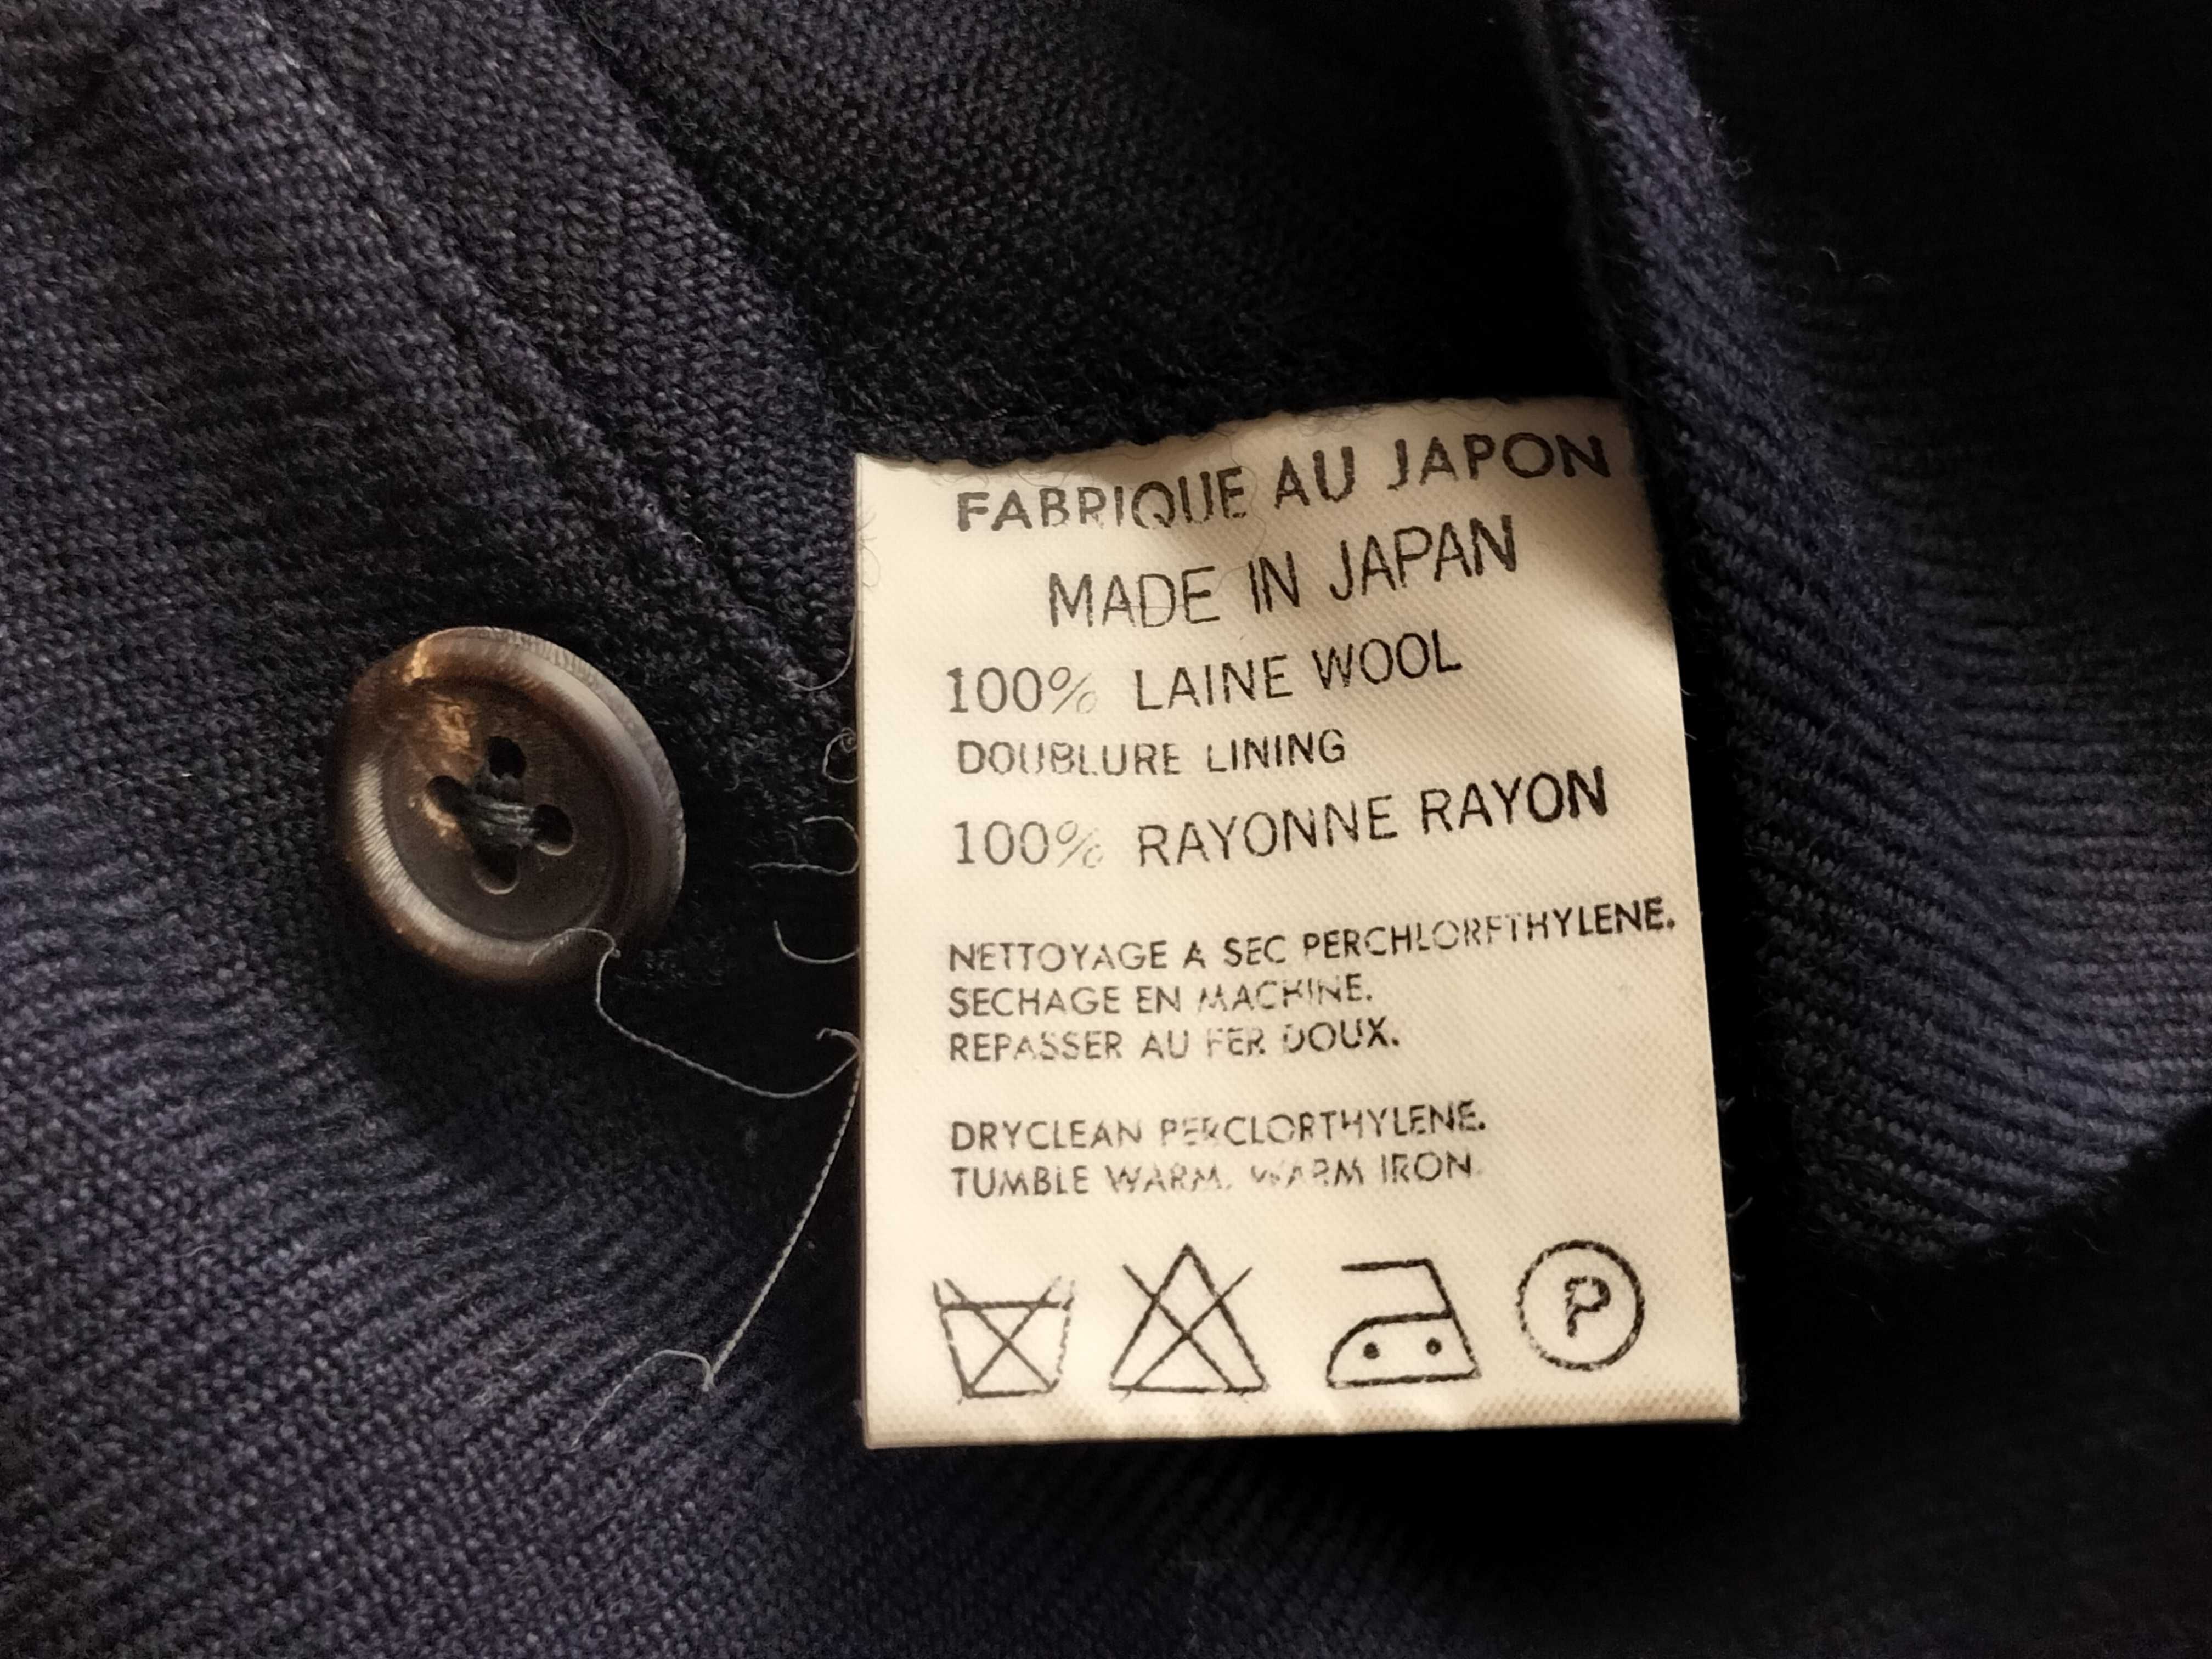 FABRIQUE AU JAPON
MADE IN JAPAN
100% LAINE WOOL
DOUBLURE LINING
100% RAYONNE RAYON
NETTOYAGE A SEC PERCHLORETHYLENE.
SECHAGE EN MACHINE.
REPASSER AU FER DOUX.
DRYCLEAN PERCLORTHYLENE.
TUMBLE WARM. WARM IRON.
P